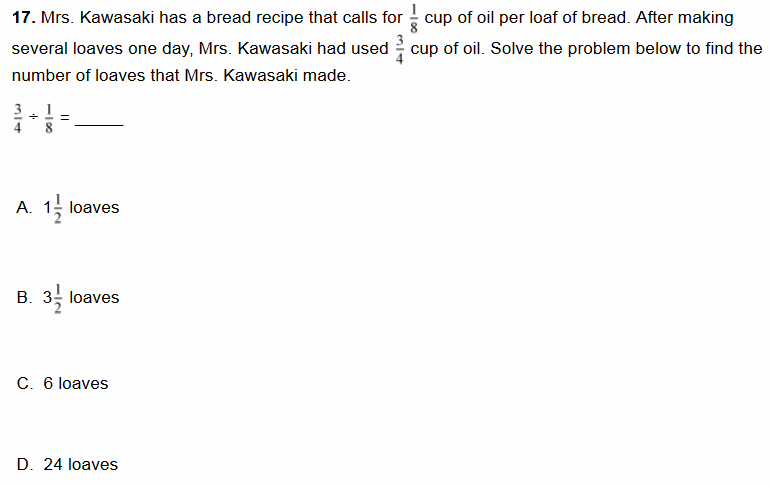 17. Mrs. Kawasaki has a bread recipe that calls for 1/8 cup of oil per loaf of bread. After making
several loaves one day, Mrs. Kawasaki had used 3/4 cup of oil. Solve the problem below to find the
number of loaves that Mrs. Kawasaki made.
3/4 ÷ 1/8 = _____
A. 1 1/2 loaves
B. 3 1/2 loaves
C. 6 loaves
D. 24 loaves